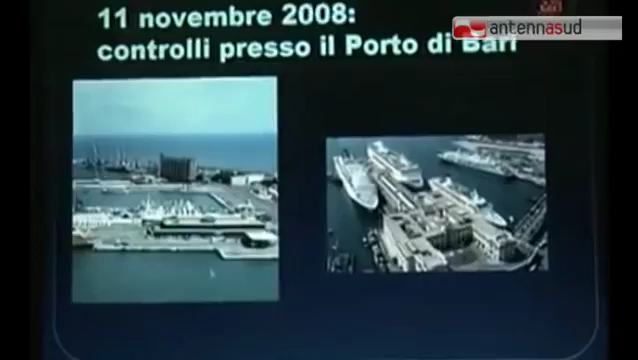 11 novembre 2008:
antennasud
controlli presso il Porto di Bari